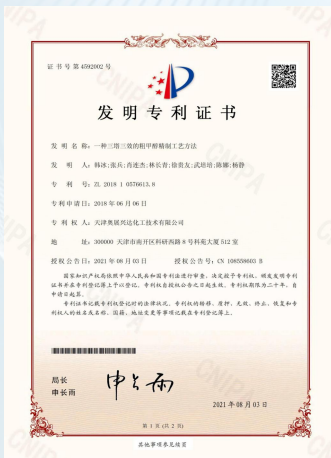 证书号第4592002号
发明专利证书
发明名称：一种三塔三效的粗甲醇精制工艺方法
发明人：韩冰;张兵;肖连杰;林长青;徐贵友;武培培;陈娜;杨静
专利号：ZL 2018 1 0576613.8
专利申请日：2018年06月06日
专利权人：天津奥展兴达化工技术有限公司
地址：300000 天津市南开区科研西路8号科苑大厦512室
授权公告日：2021年08月03日 授权公告号：CN 108558603 B
国家知识产权局依照中华人民共和国专利法进行审查，决定授予专利权，颁发发明专利
证书并在专利登记簿上予以登记。专利权自授权公告之日起生效。专利权期限为二十年，自
申请日起算。
专利证书记载专利权登记时的法律状况。专利权的转移、质押、无效、终止、恢复和专
利权人的姓名或名称、国籍、地址变更等事项记载在专利登记簿上。
局长
申长雨
申长雨
2021年08月03日
第 1 页 (共 2 页)
其他事项参见续页
CNIPA